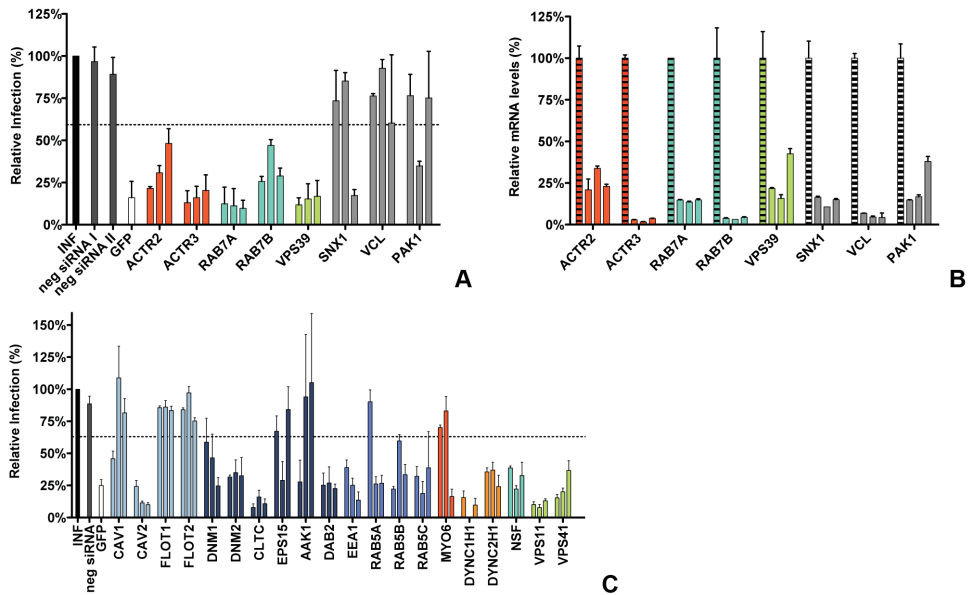 Relative Infection (%)
125%
100%
75%
50%
25%
0%
INF
neg siRNA I
neg siRNA II
GFP
ACTR2
ACTR3
RAB7A
RAB7B
VPS39
SNX1
VCL
PAK1
A
Relative mRNA levels (%)
125%
100%
75%
50%
25%
0%
ACTR2
ACTR3
RAB7A
RAB7B
VPS39
SNX1
VCL
PAK1
B
Relative Infection (%)
150%
125%
100%
75%
50%
25%
0%
INF
neg siRNA
GFP
CAV1
CAV2
FLOT1
FLOT2
DNM1
DNM2
CLTC
EPS15
AAK1
DAB2
EEA1
RAB5A
RAB5B
RAB5C
MYO6
DYNC1H1
DYNC2H1
NSF
VPS11
VPS41
C